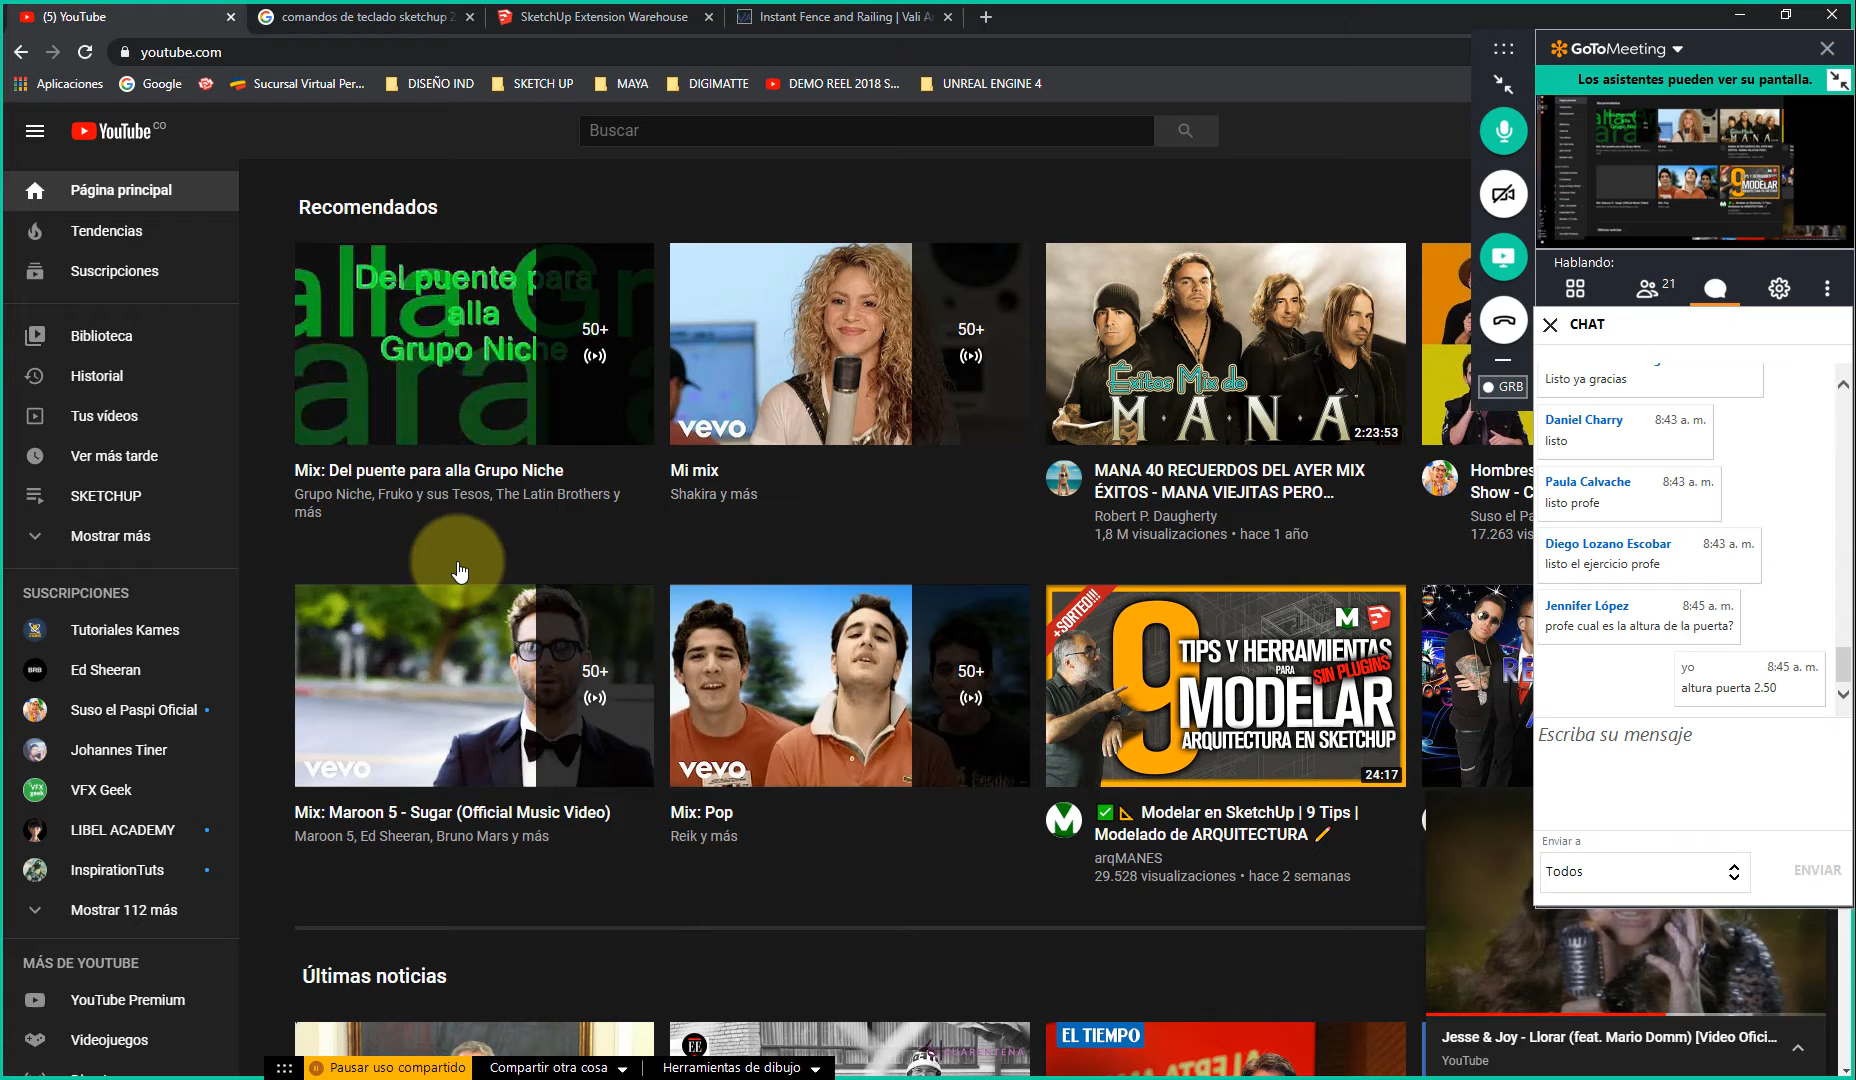 (5) YouTube
comandos de teclado sketchup 2
SketchUp Extension Warehouse
Instant Fence and Railing | Vali A
youtube.com
Aplicaciones
Google
Sucursal Virtual Per...
DISEÑO IND
SKETCH UP
MAYA
DIGIMATTE
DEMO REEL 2018 S...
UNREAL ENGINE 4
YouTube CO
Buscar
Página principal
Tendencias
Suscripciones
Biblioteca
Historial
Tus vídeos
Ver más tarde
SKETCHUP
Mostrar más
SUSCRIPCIONES
Tutoriales Kames
Ed Sheeran
Suso el Paspi Oficial
Johannes Tiner
VFX Geek
LIBEL ACADEMY
InspirationTuts
Mostrar 112 más
MÁS DE YOUTUBE
YouTube Premium
Videojuegos
Recomendados
Del puente para
alla
Grupo Niche
50+
Mix: Del puente para alla Grupo Niche
Grupo Niche, Fruko y sus Tesos, The Latin Brothers y
más
vevo
50+
Mi mix
Shakira y más
Éxitos Mix de
MANÁ
2:23:53
MANA 40 RECUERDOS DEL AYER MIX
ÉXITOS - MANA VIEJITAS PERO...
Robert P. Daugherty
1,8 M visualizaciones • hace 1 año
Hombres
Show - C
Suso el Pa
17.263 vis
vevo
50+
Mix: Maroon 5 - Sugar (Official Music Video)
Maroon 5, Ed Sheeran, Bruno Mars y más
vevo
50+
Mix: Pop
Reik y más
+SORTEO!!!
9
TIPS Y HERRAMIENTAS
PARA
SIN PLUGINS
MODELAR
ARQUITECTURA EN SKETCHUP
24:17
Modelar en SketchUp | 9 Tips |
Modelado de ARQUITECTURA
arqMANES
29.528 visualizaciones • hace 2 semanas
Últimas noticias
EE
EL TIEMPO
Pausar uso compartido
Compartir otra cosa
Herramientas de dibujo
Jesse & Joy - Llorar (feat. Mario Domm) [Video Ofici...
YouTube
GRB
GoToMeeting
Los asistentes pueden ver su pantalla.
Hablando:
21
CHAT
Listo ya gracias
Daniel Charry 8:43 a. m.
listo
Paula Calvache 8:43 a. m.
listo profe
Diego Lozano Escobar 8:43 a. m.
listo el ejercicio profe
Jennifer López 8:45 a. m.
profe cual es la altura de la puerta?
yo 8:45 a. m.
altura puerta 2.50
Escriba su mensaje
Enviar a
Todos
ENVIAR